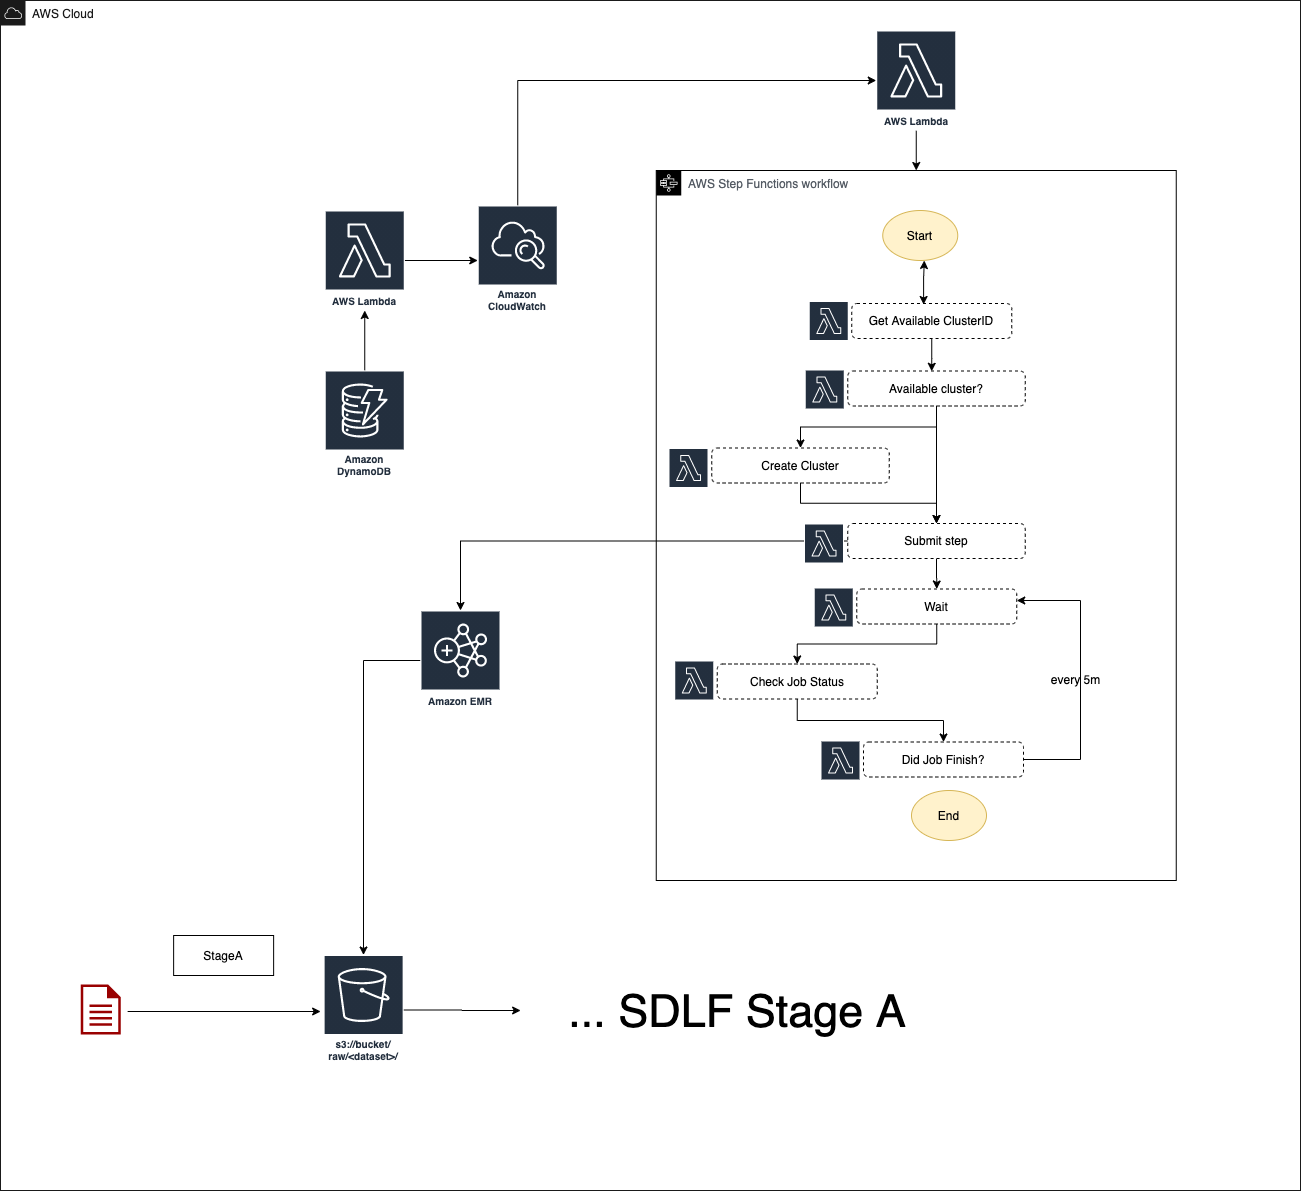 AWS Cloud
AWS Lambda
AWS Step Functions workflow
Start
Get Available ClusterID
Available cluster?
Create Cluster
Submit step
Wait
Check Job Status
every 5m
Did Job Finish?
End
AWS Lambda
Amazon
CloudWatch
Amazon
DynamoDB
Amazon EMR
StageA
s3://bucket/
raw/<dataset>/
... SDLF Stage A